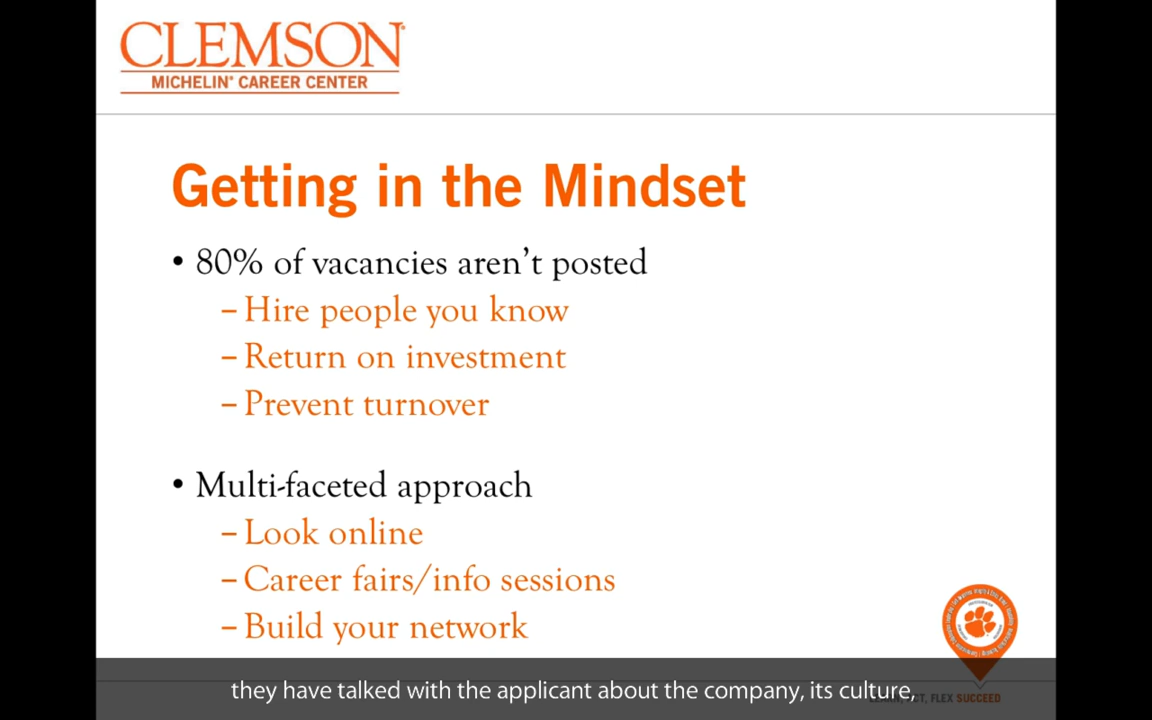 CLEMSON®
MICHELIN® CAREER CENTER
Getting in the Mindset
• 80% of vacancies aren't posted
– Hire people you know
– Return on investment
– Prevent turnover
• Multi-faceted approach
– Look online
– Career fairs/info sessions
– Build your network
they have talked with the applicant about the company, its culture,
FLEX SUCCEED